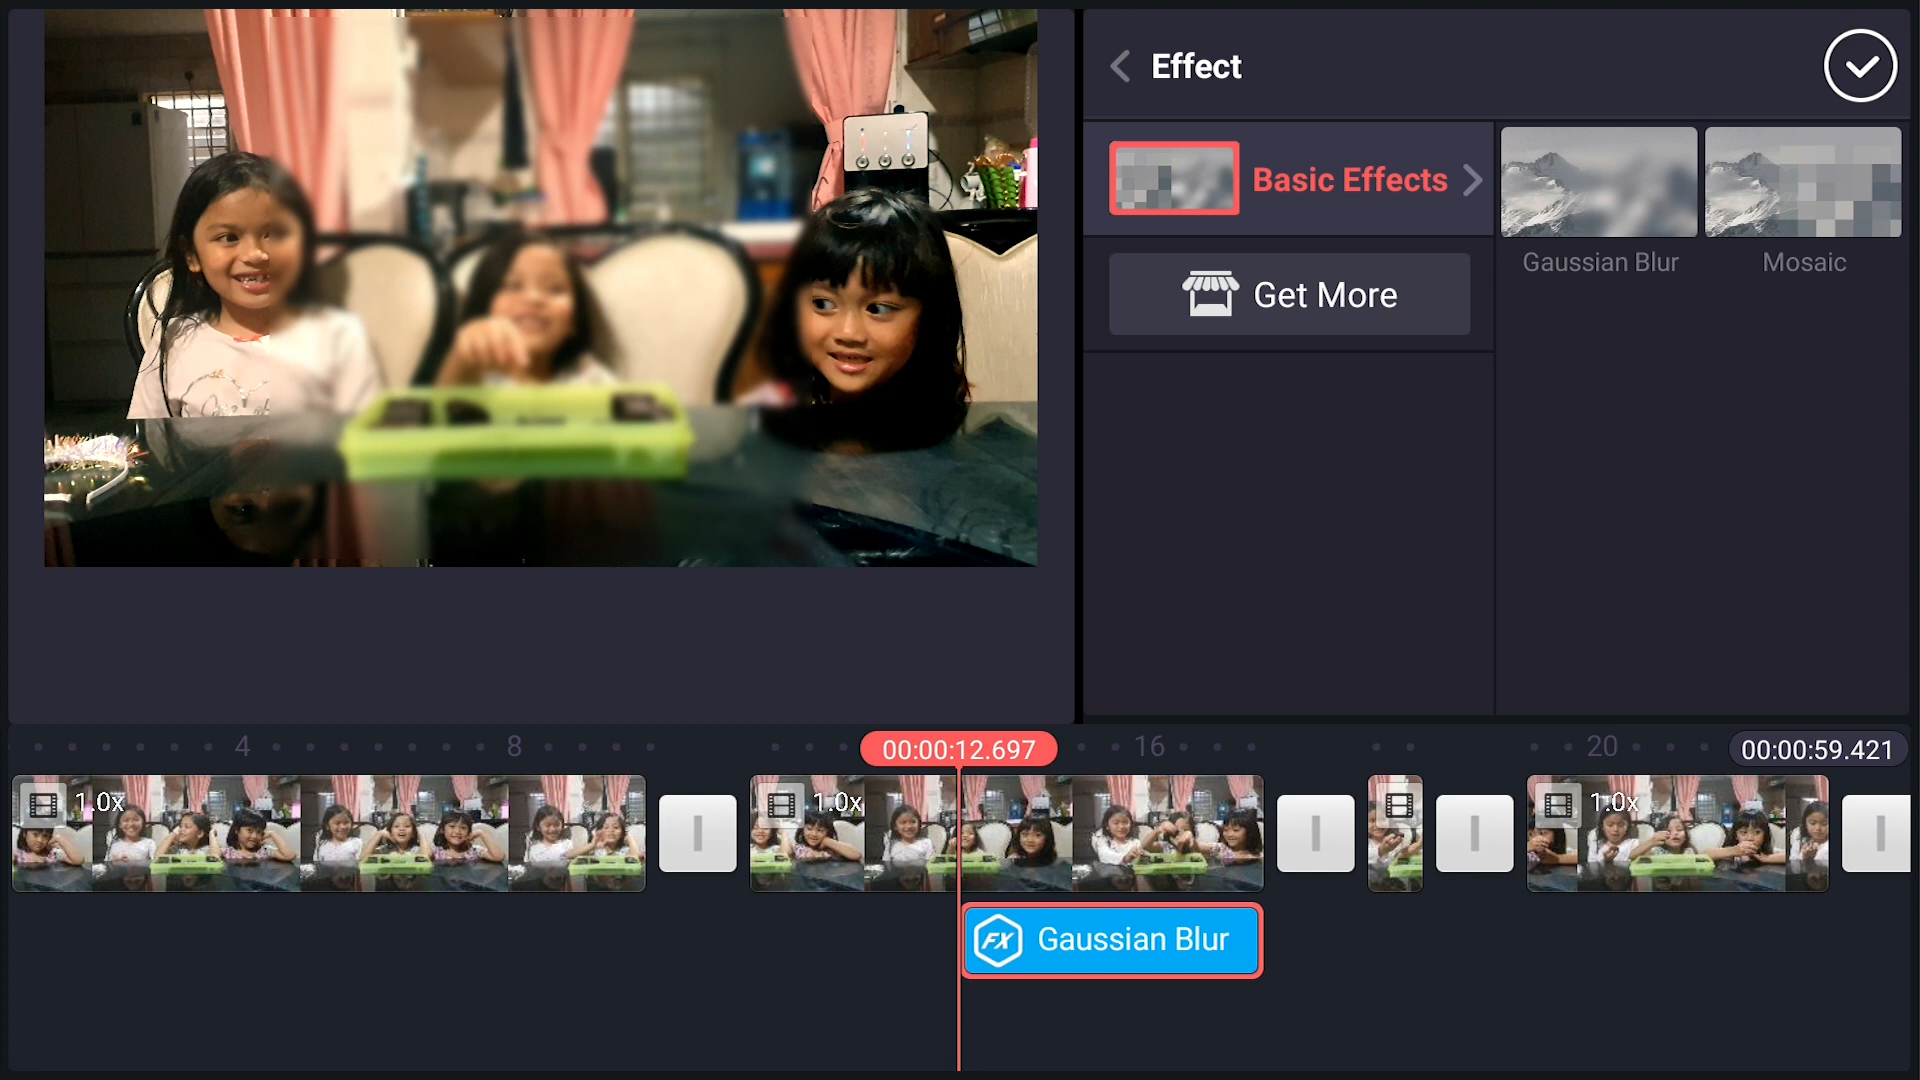 Effect
Basic Effects
Get More
Gaussian Blur
Mosaic
4
8
00:00:12.697
16
20
00:00:59.421
1.0x
1.0x
1.0x
FX Gaussian Blur